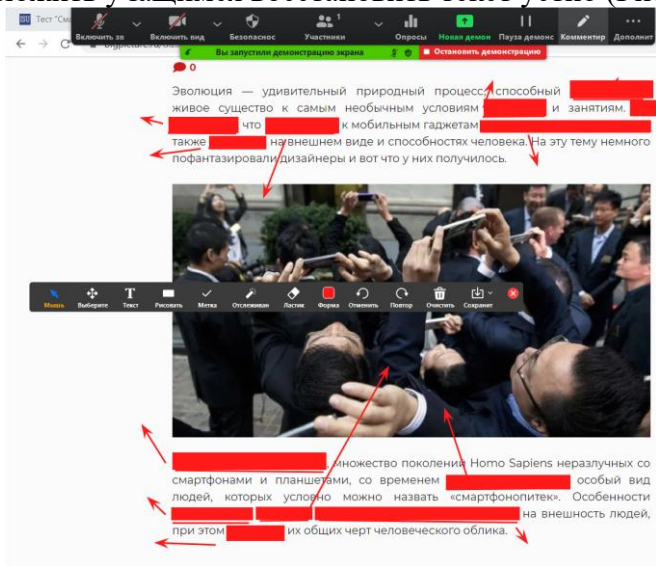 Тест "Сма
Включить зв
Включить вид
Безопаснос
Участники
1
Опросы
Новая демон
Пауза демонс
Комментир
Дополнит
Вы запустили демонстрацию экрана
Остановить демонстрацию
0
Эволюция — удивительный природный процесс, способный
живое существо к самым необычным условиям и занятиям.
что к мобильным гаджетам
также на внешнем виде и способностях человека. На эту тему немного
пофантазировали дизайнеры и вот что у них получилось.
Мышь
Выберите
Текст
Рисовать
Метка
Отслеживан
Ластик
Форма
Отменить
Повтор
Очистить
Сохранит
множество поколений Homo Sapiens неразлучных со
смартфонами и планшетами, со временем особый вид
людей, которых условно можно назвать «смартфонопитек». Особенности
на внешность людей,
при этом их общих черт человеческого облика.